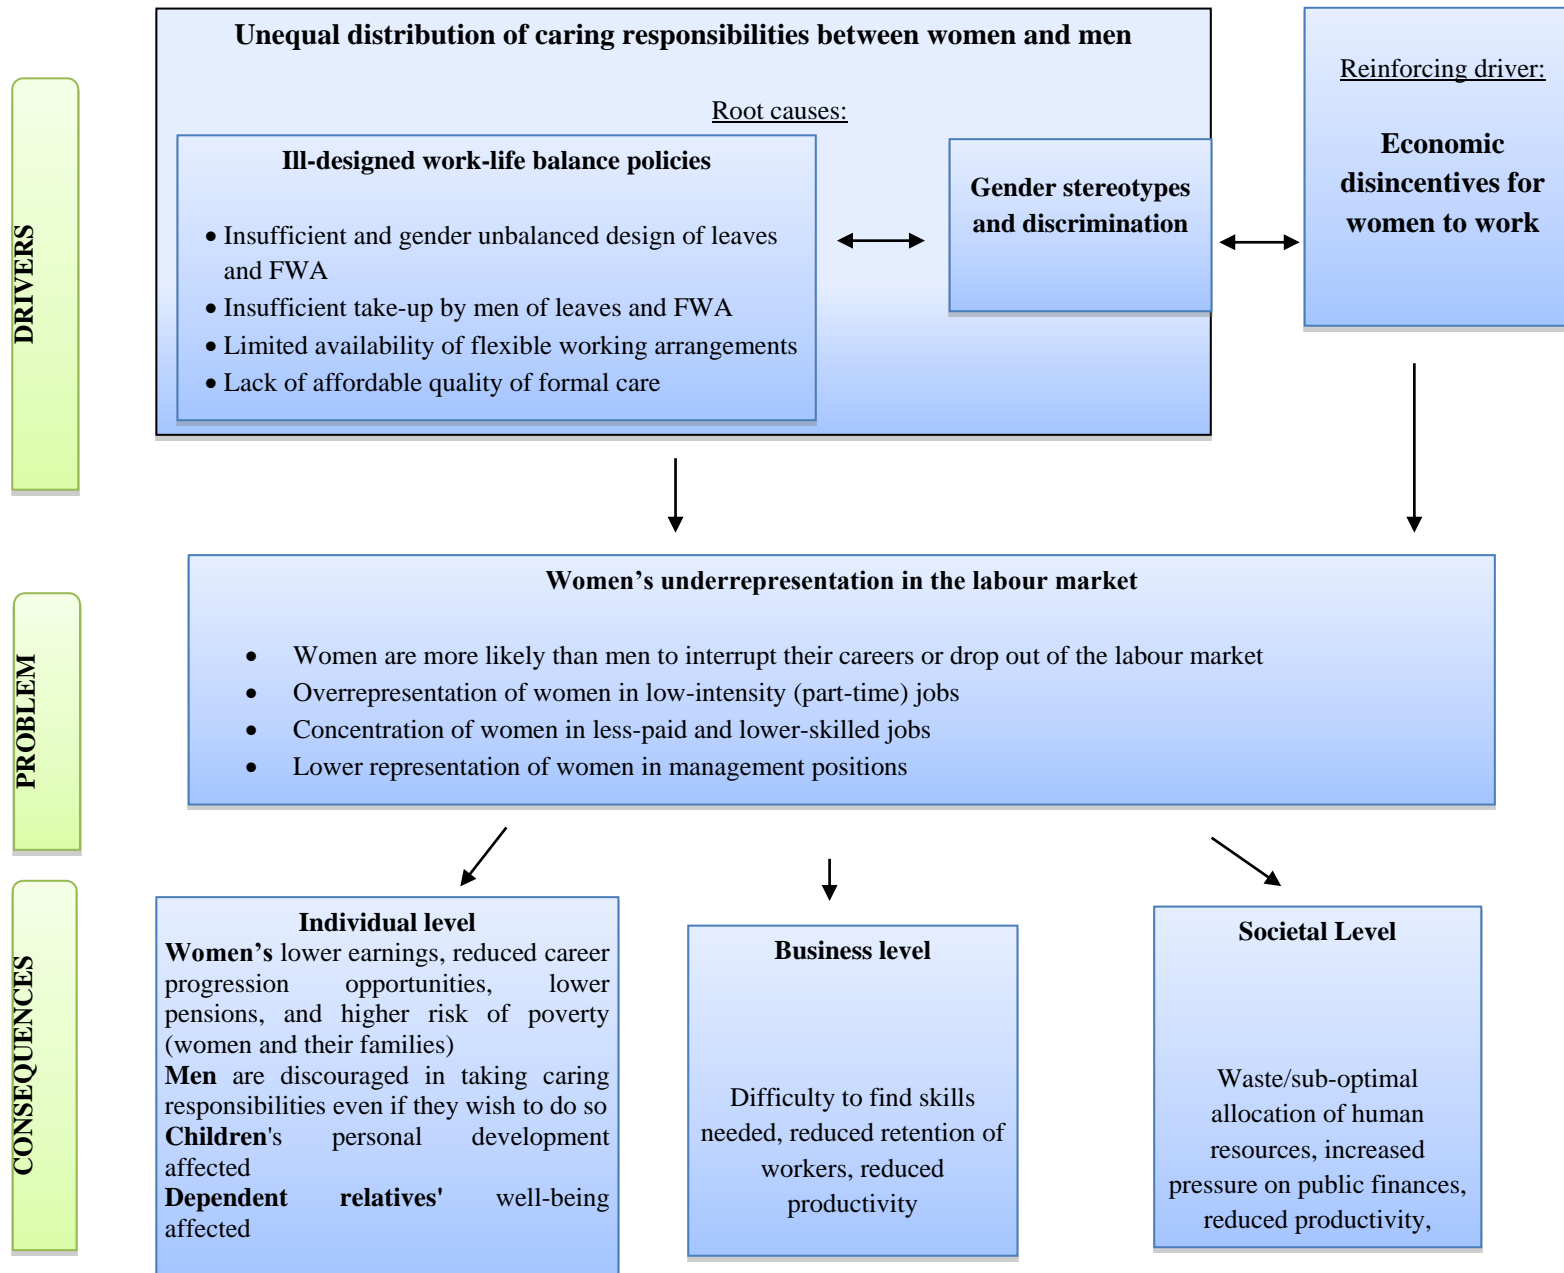 DRIVERS
Unequal distribution of caring responsibilities between women and men
Root causes:
Ill-designed work-life balance policies
• Insufficient and gender unbalanced design of leaves
and FWA
• Insufficient take-up by men of leaves and FWA
• Limited availability of flexible working arrangements
• Lack of affordable quality of formal care
Gender stereotypes
and discrimination
Reinforcing driver:
Economic
disincentives for
women to work
PROBLEM
Women’s underrepresentation in the labour market
• Women are more likely than men to interrupt their careers or drop out of the labour market
• Overrepresentation of women in low-intensity (part-time) jobs
• Concentration of women in less-paid and lower-skilled jobs
• Lower representation of women in management positions
CONSEQUENCES
Individual level
Women’s lower earnings, reduced career
progression opportunities, lower
pensions, and higher risk of poverty
(women and their families)
Men are discouraged in taking caring
responsibilities even if they wish to do so
Children's personal development
affected
Dependent relatives' well-being
affected
Business level
Difficulty to find skills
needed, reduced retention of
workers, reduced
productivity
Societal Level
Waste/sub-optimal
allocation of human
resources, increased
pressure on public finances,
reduced productivity,